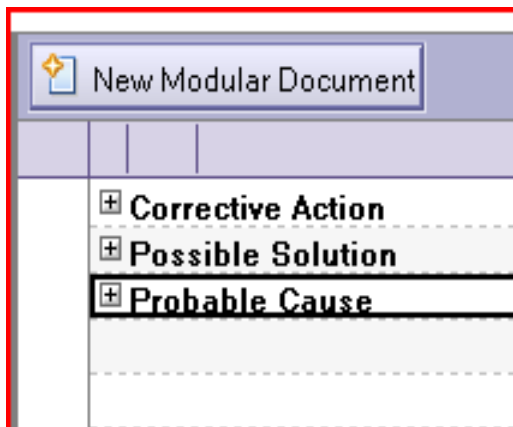 New Modular Document
Corrective Action
Possible Solution
Probable Cause